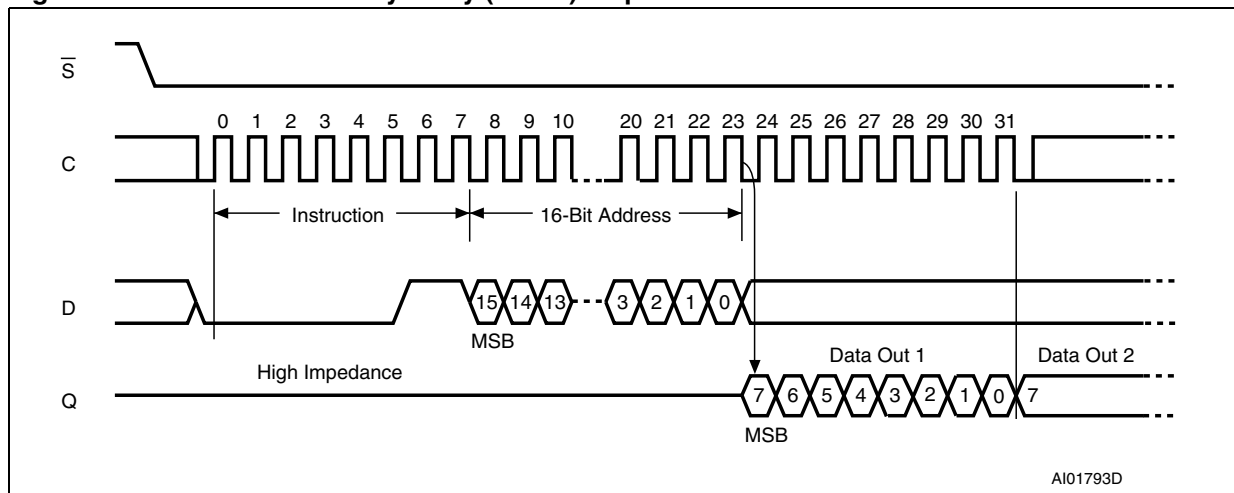 S
0 1 2 3 4 5 6 7 8 9 10 20 21 22 23 24 25 26 27 28 29 30 31
C
Instruction 16-Bit Address
D 15 14 13 3 2 1 0
MSB
High Impedance Data Out 1 Data Out 2
Q 7 6 5 4 3 2 1 0 7
MSB
AI01793D